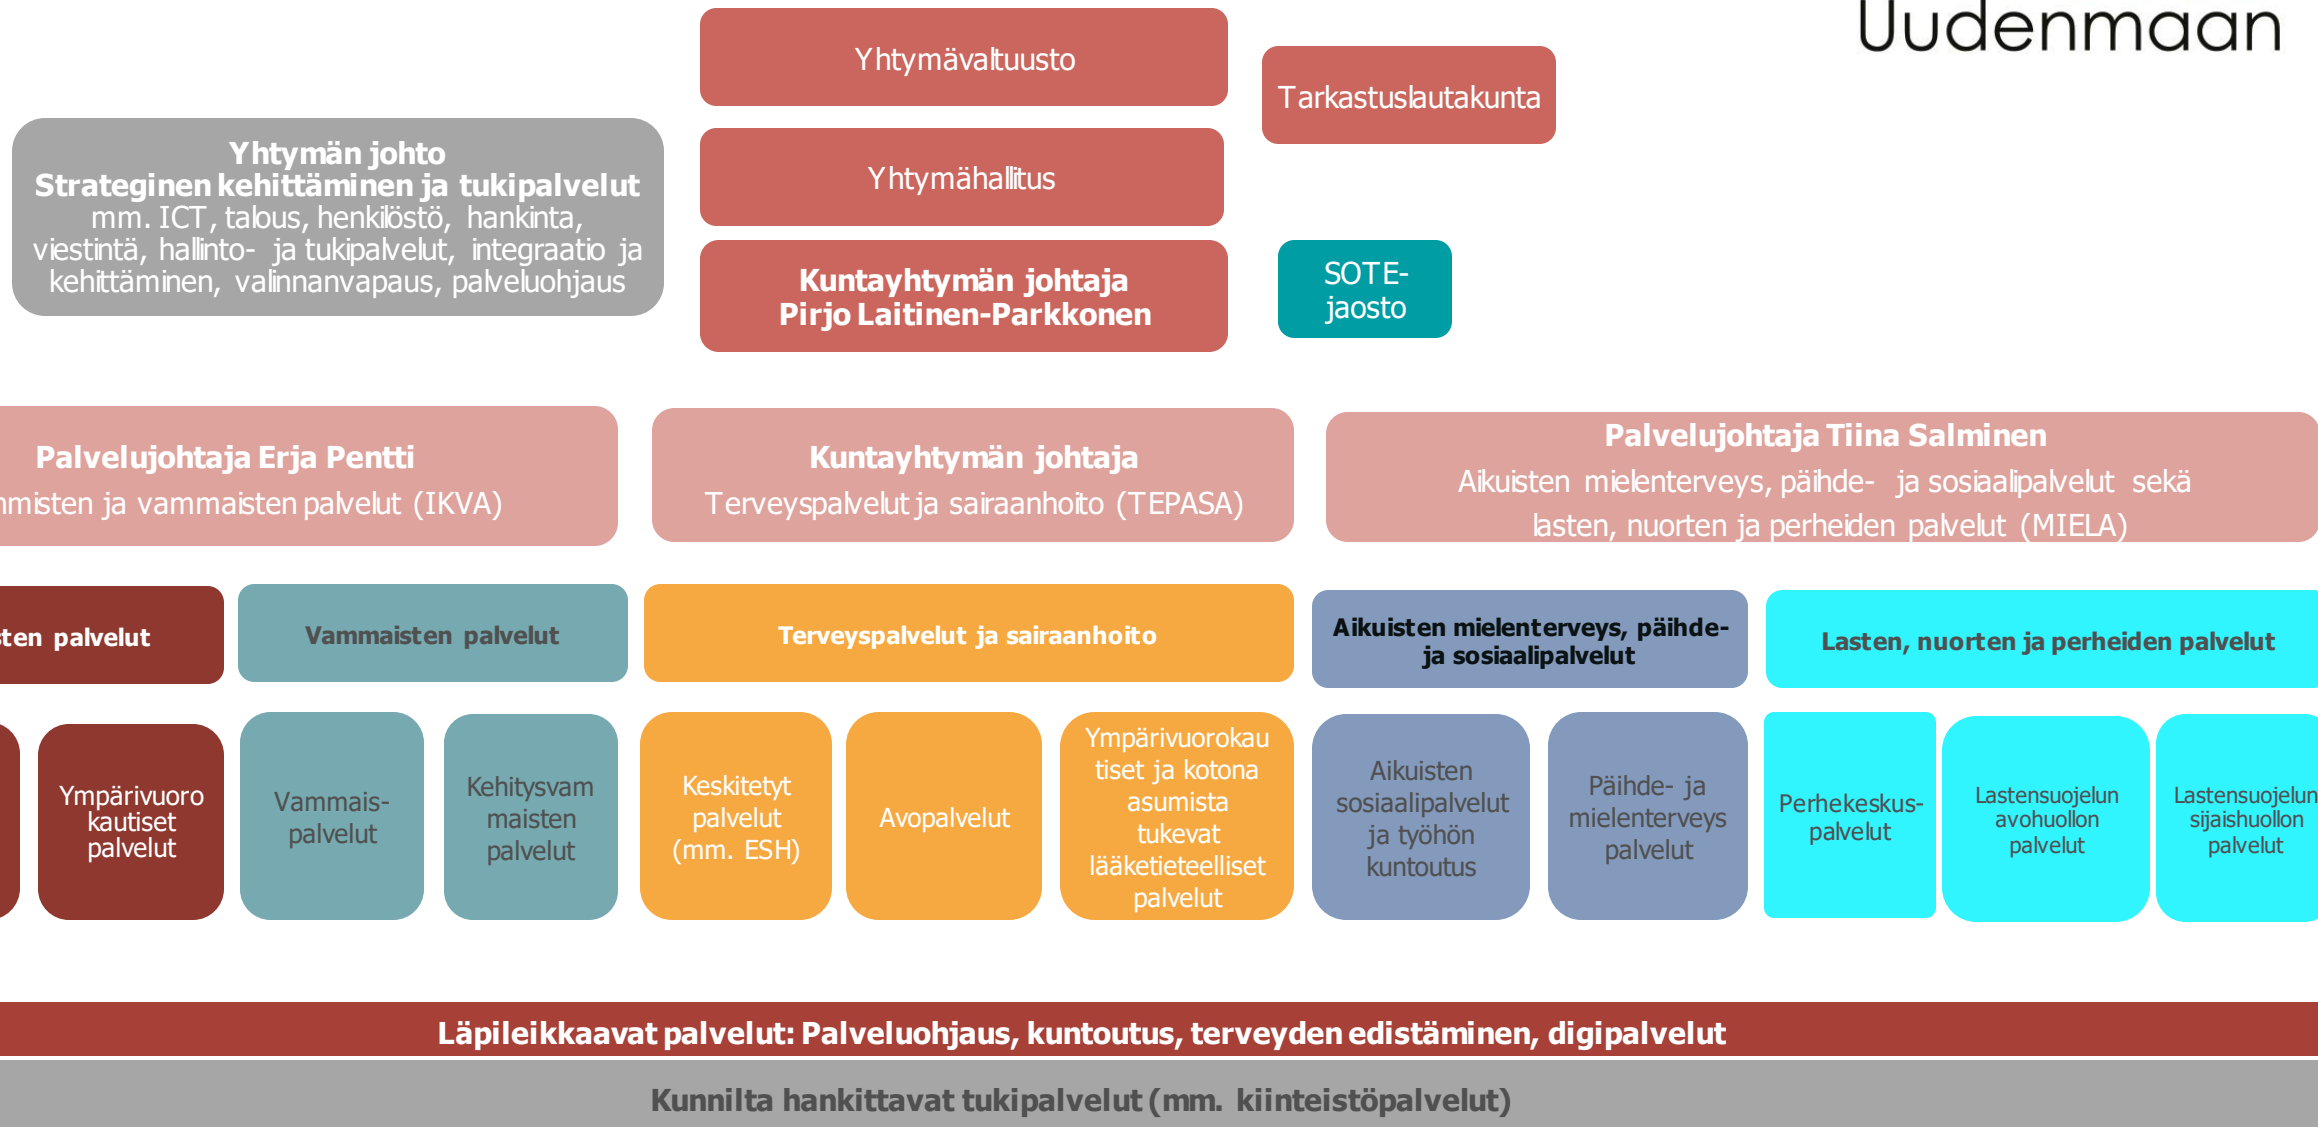 Uudenmaan
Yhtymävaltuusto
Tarkastuslautakunta
Yhtymän johto
Strateginen kehittäminen ja tukipalvelut
mm. ICT, talous, henkilöstö, hankinta,
viestintä, hallinto- ja tukipalvelut, integraatio ja
kehittäminen, valinnanvapaus, palveluohjaus
Yhtymähallitus
Kuntayhtymän johtaja
Pirjo Laitinen-Parkkonen
SOTE-
jaosto
Palvelujohtaja Erja Pentti
ja vammaisten palvelut (IKVA)
Kuntayhtymän johtaja
Terveyspalvelut ja sairaanhoito (TEPASA)
Palvelujohtaja Tiina Salminen
Aikuisten mielenterveys, päihde- ja sosiaalipalvelut sekä
lasten, nuorten ja perheiden palvelut (MIELA)
palvelut
Vammaisten palvelut
Terveyspalvelut ja sairaanhoito
Aikuisten mielenterveys, päihde-
ja sosiaalipalvelut
Lasten, nuorten ja perheiden palvelut
Ympärivuoro
kautiset
palvelut
Vammais-
palvelut
Kehitysvam
maisten
palvelut
Keskitetyt
palvelut
(mm. ESH)
Avopalvelut
Ympärivuorokau
tiset ja kotona
asumista
tukevat
lääketieteelliset
palvelut
Aikuisten
sosiaalipalvelut
ja työhön
kuntoutus
Päihde- ja
mielenterveys
palvelut
Perhekeskus-
palvelut
Lastensuojelun
avohuollon
palvelut
Lastensuojelun
sijaishuollon
palvelut
Läpileikkaavat palvelut: Palveluohjaus, kuntoutus, terveyden edistäminen, digipalvelut
Kunnilta hankittavat tukipalvelut (mm. kiinteistöpalvelut)